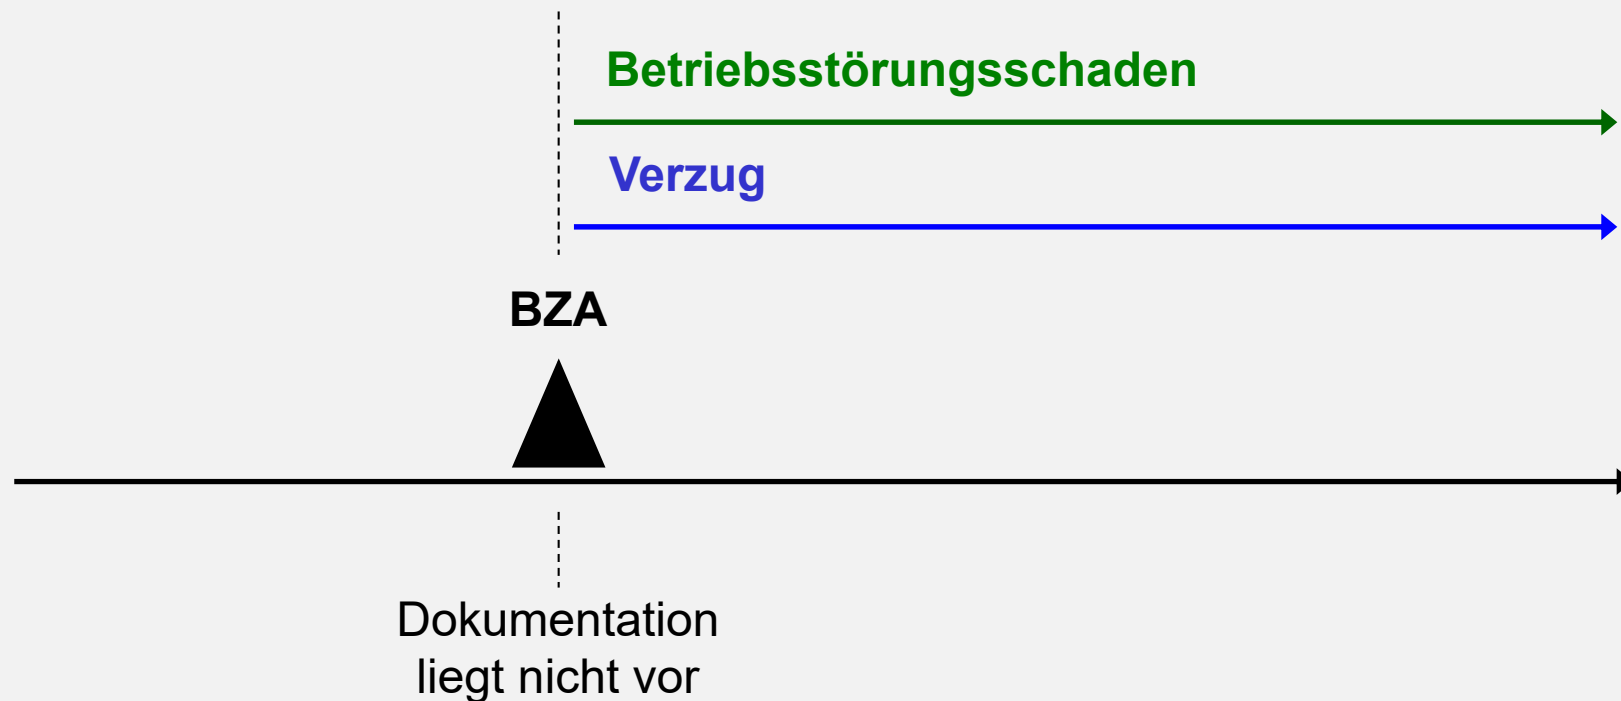 Betriebsstörungsschaden
Verzug
BZA
Dokumentation
liegt nicht vor